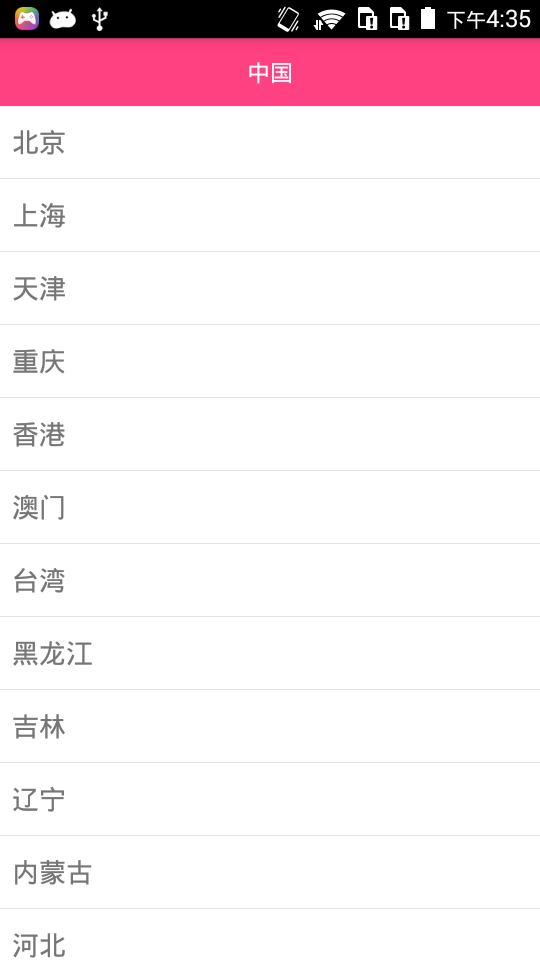 下午4:35
中国
北京
上海
天津
重庆
香港
澳门
台湾
黑龙江
吉林
辽宁
内蒙古
河北